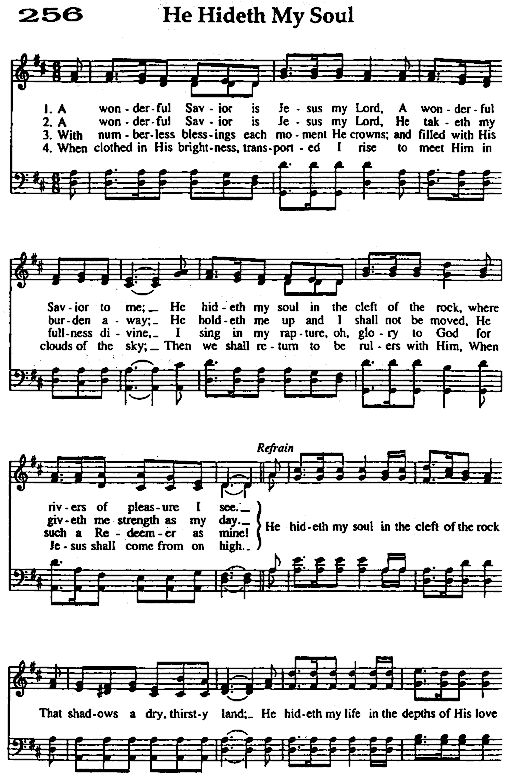 256 He Hideth My Soul
1. A won - der - ful Sav - ior is Je - sus my Lord, A won - der - ful
2. A won - der - ful Sav - ior is Je - sus my Lord, He tak - eth my
3. With num - ber - less bless - ings each mo - ment He crowns; and filled with His
4. When clothed in His bright - ness, trans - port - ed I rise to meet Him in
Sav - ior to me; He hid - eth my soul in the cleft of the rock, where
bur - den a - way; He hold - eth me up and I shall not be moved, He
full - ness di - vine, I sing in my rap - ture, oh, glo - ry to God for
clouds of the sky; Then we shall re - turn to be rul - ers with Him, When
Refrain
riv - ers of pleas - ure I see.
giv - eth me strength as my day.
such a Re - deem - er as mine!
Je - sus shall come from on high.
He hid - eth my soul in the cleft of the rock
That shad - ows a dry, thirst - y land; He hid - eth my life in the depths of His love